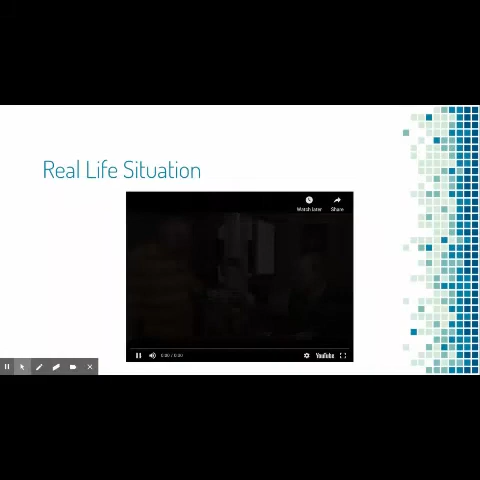 Real Life Situation
Watch later
Share
0:00 / 0:00
YouTube